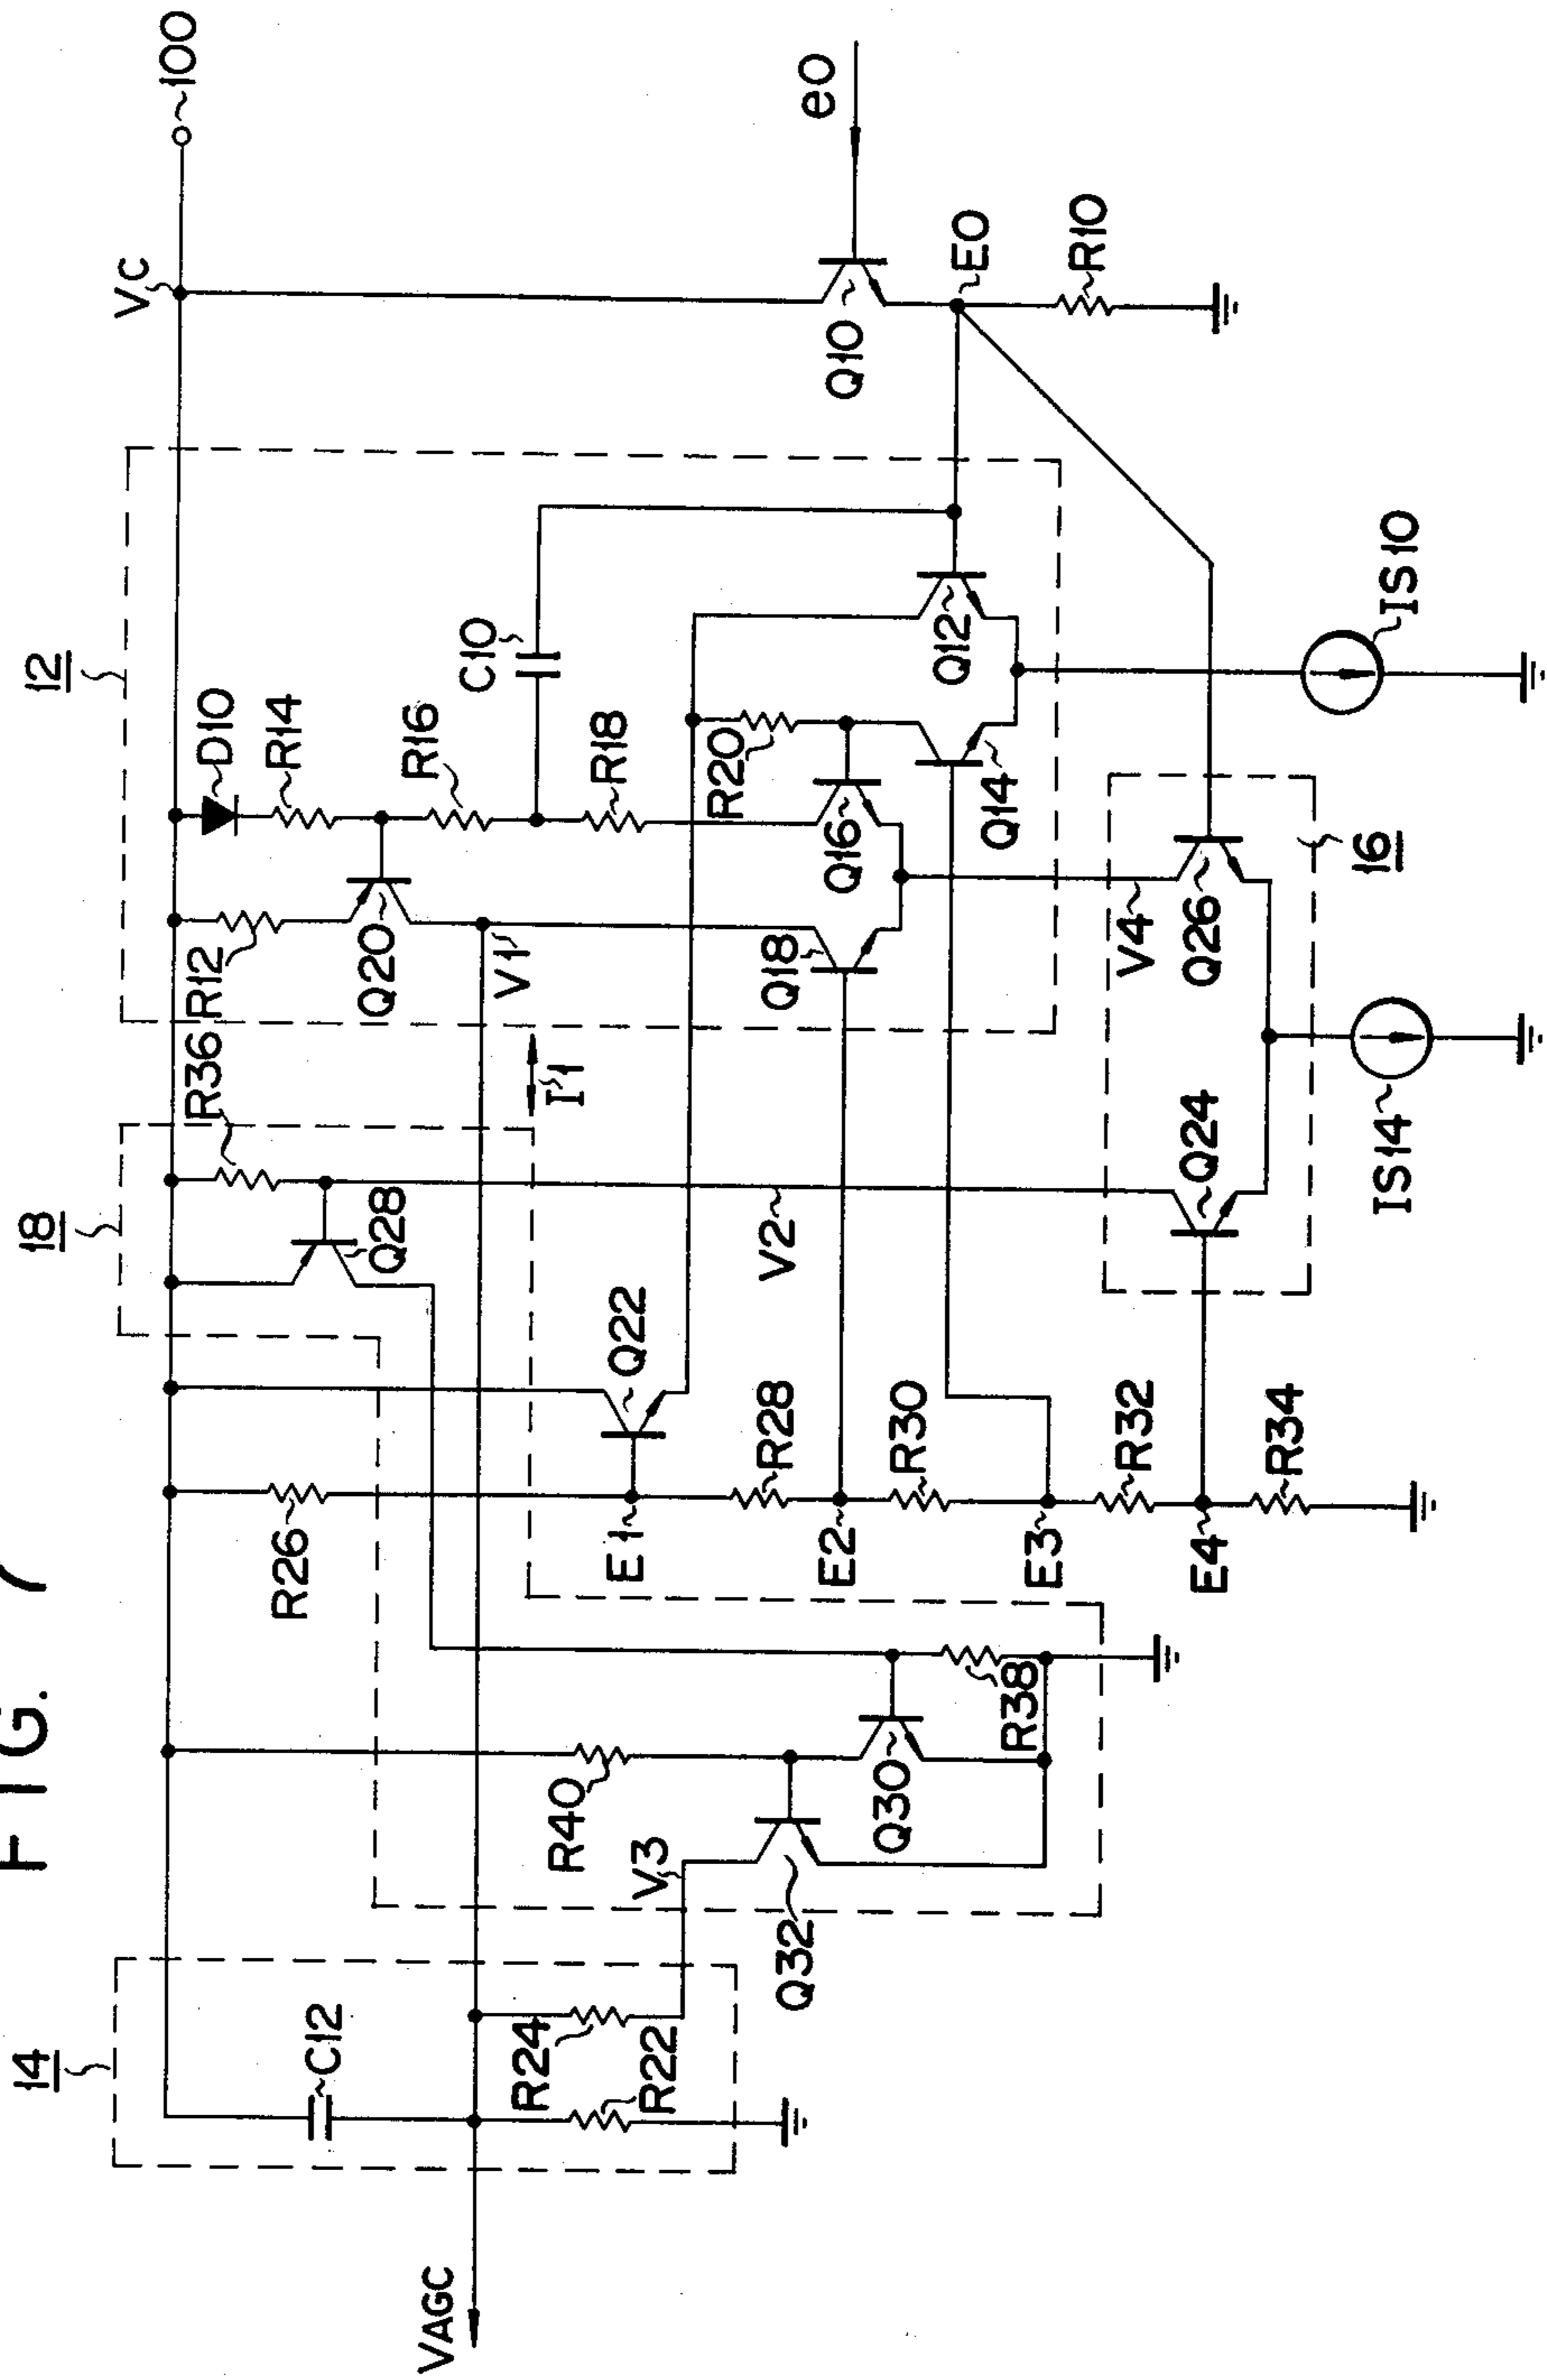 FIG. 7
100
VC
eO
EO
R10
Q10
12
D10
R14
R16
C10
R18
R12
Q20
V1
R20
Q16
Q18
Q12
Q14
IS10
16
V4
Q26
Q24
IS14
18
R36
Q28
I1
V2
Q22
R26
E1
R28
E2
R30
E3
R32
E4
R34
R38
R40
Q30
V3
Q32
14
C12
R24
R22
VAGC